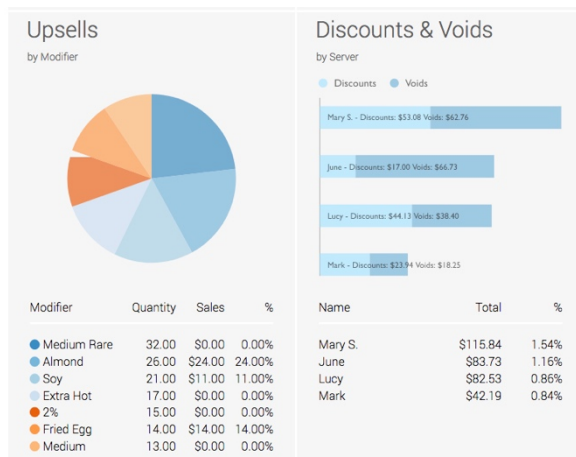 Upsells
by Modifier
Modifier Quantity Sales %
Medium Rare 32.00 $0.00 0.00%
Almond 26.00 $24.00 24.00%
Soy 21.00 $11.00 11.00%
Extra Hot 17.00 $0.00 0.00%
2% 15.00 $0.00 0.00%
Fried Egg 14.00 $14.00 14.00%
Medium 13.00 $0.00 0.00%
Discounts & Voids
by Server
Discounts Voids
Mary S. - Discounts: $53.08 Voids: $62.76
June - Discounts: $17.00 Voids: $66.73
Lucy - Discounts: $44.13 Voids: $38.40
Mark - Discounts: $23.94 Voids: $18.25
Name Total %
Mary S. $115.84 1.54%
June $83.73 1.16%
Lucy $82.53 0.86%
Mark $42.19 0.84%